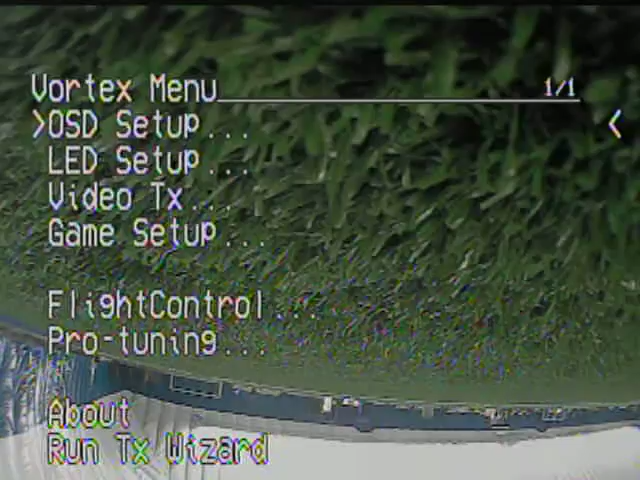 Vortex Menu 1/1
>OSD Setup... <
LED Setup...
Video Tx...
Game Setup...
FlightControl...
Pro-tuning...
About
Run Tx Wizard